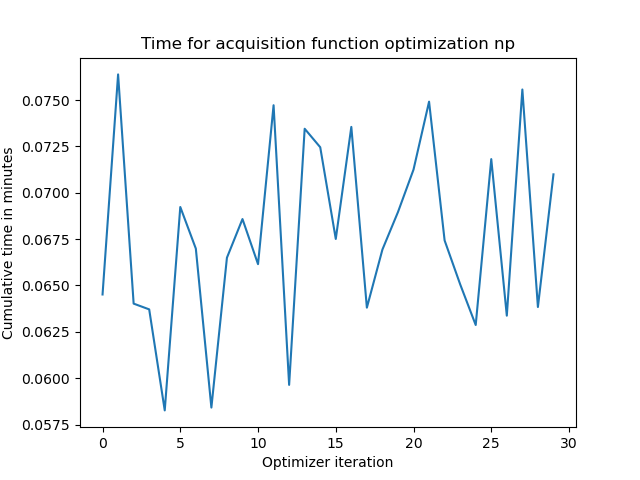 Time for acquisition function optimization np
Cumulative time in minutes
0.0750
0.0725
0.0700
0.0675
0.0650
0.0625
0.0600
0.0575
0 5 10 15 20 25 30
Optimizer iteration